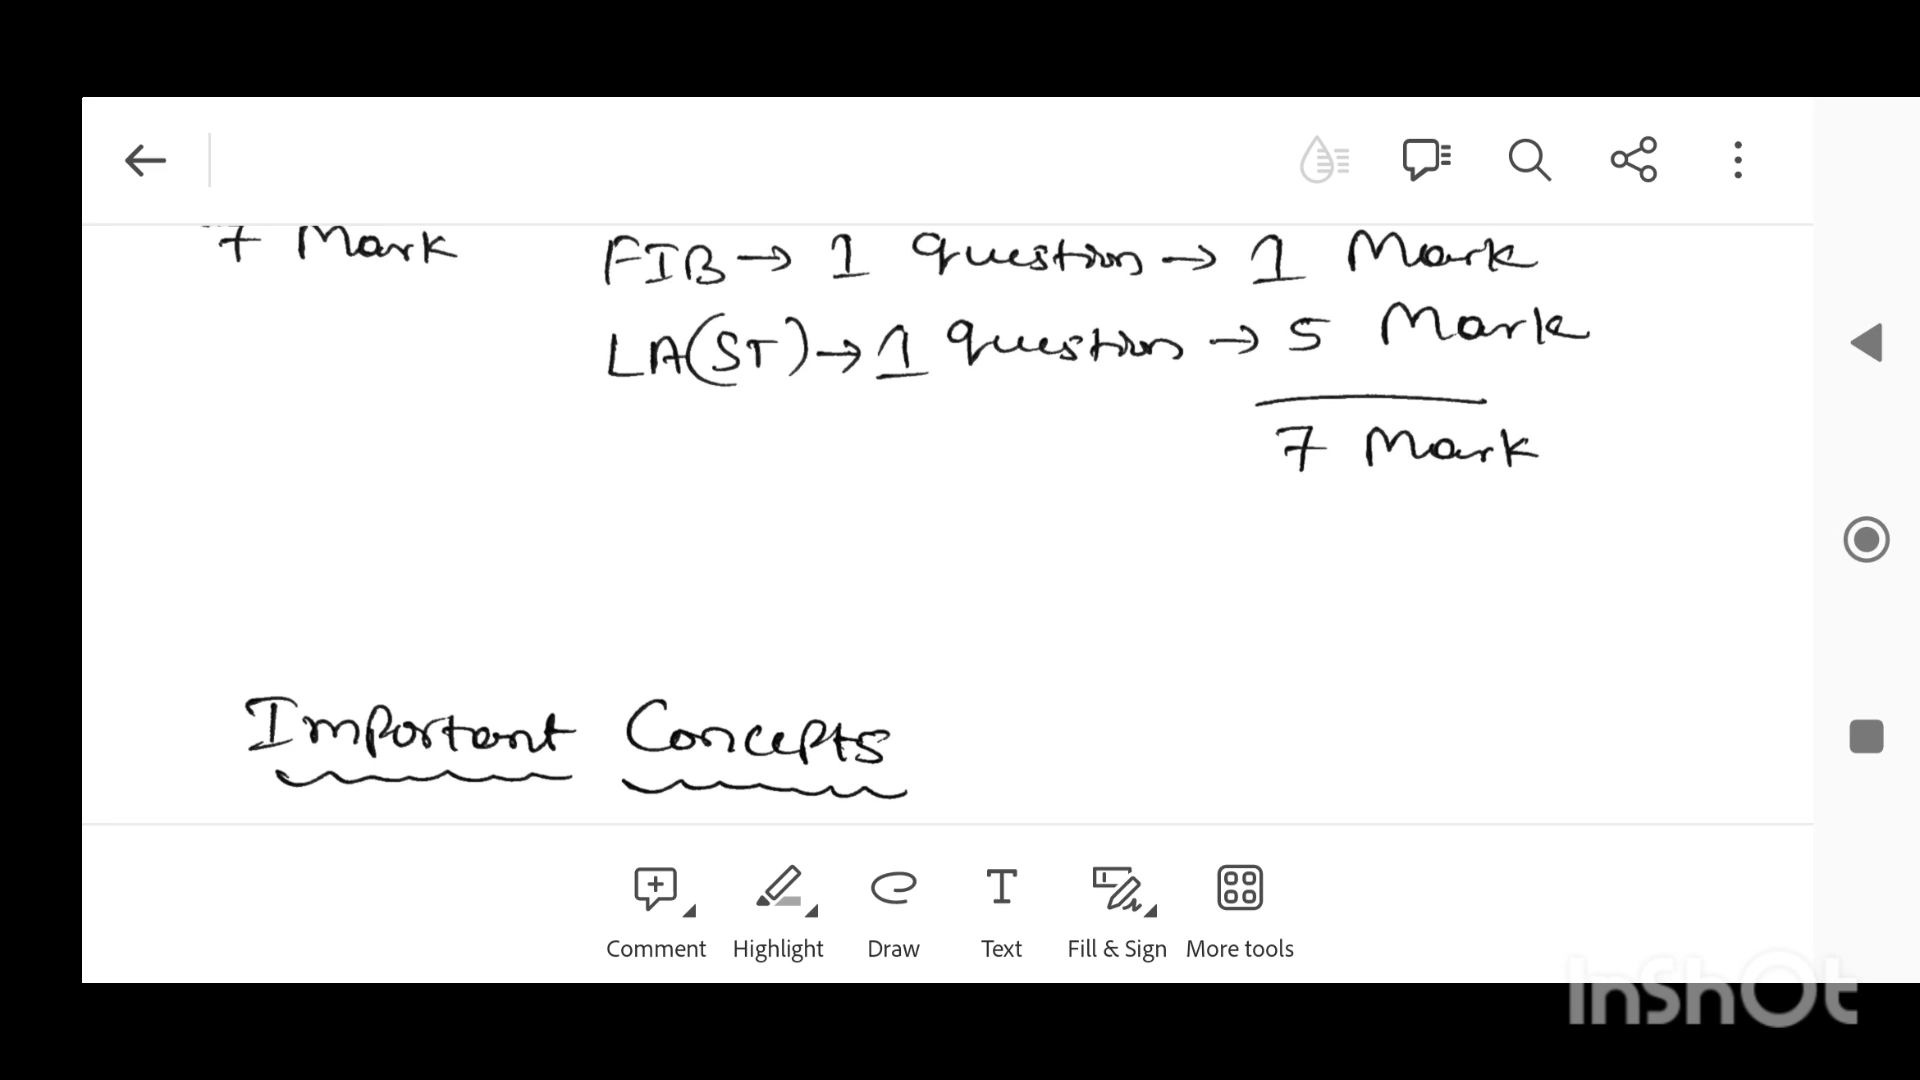 7 Mark FIB → 1 question → 1 Mark
LA(ST) → 1 question → 5 Mark
7 Mark
Important Concepts
Comment Highlight Draw Text Fill & Sign More tools
InShOt